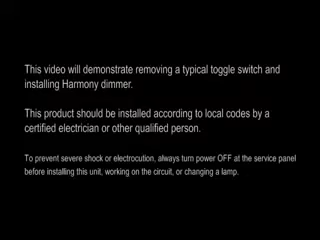 This video will demonstrate removing a typical toggle switch and
installing Harmony dimmer.
This product should be installed according to local codes by a
certified electrician or other qualified person.
To prevent severe shock or electrocution, always turn power OFF at the service panel
before installing this unit, working on the circuit, or changing a lamp.